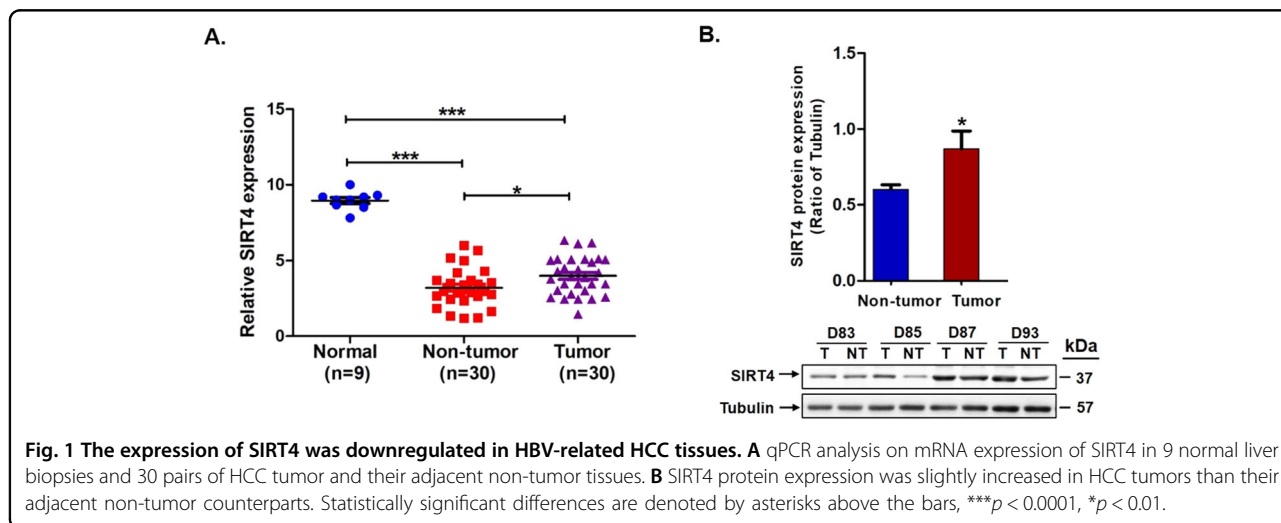 A.
Relative SIRT4 expression
15
10
5
0
***
***
*
Normal
(n=9)
Non-tumor
(n=30)
Tumor
(n=30)
B.
SIRT4 protein expression
(Ratio of Tubulin)
1.5
1.0
0.5
0.0
*
Non-tumor Tumor
D83 D85 D87 D93 kDa
T NT T NT T NT T NT
SIRT4 37
Tubulin 57
Fig. 1 The expression of SIRT4 was downregulated in HBV-related HCC tissues. A qPCR analysis on mRNA expression of SIRT4 in 9 normal liver
biopsies and 30 pairs of HCC tumor and their adjacent non-tumor tissues. B SIRT4 protein expression was slightly increased in HCC tumors than their
adjacent non-tumor counterparts. Statistically significant differences are denoted by asterisks above the bars, ***p < 0.0001, *p < 0.01.